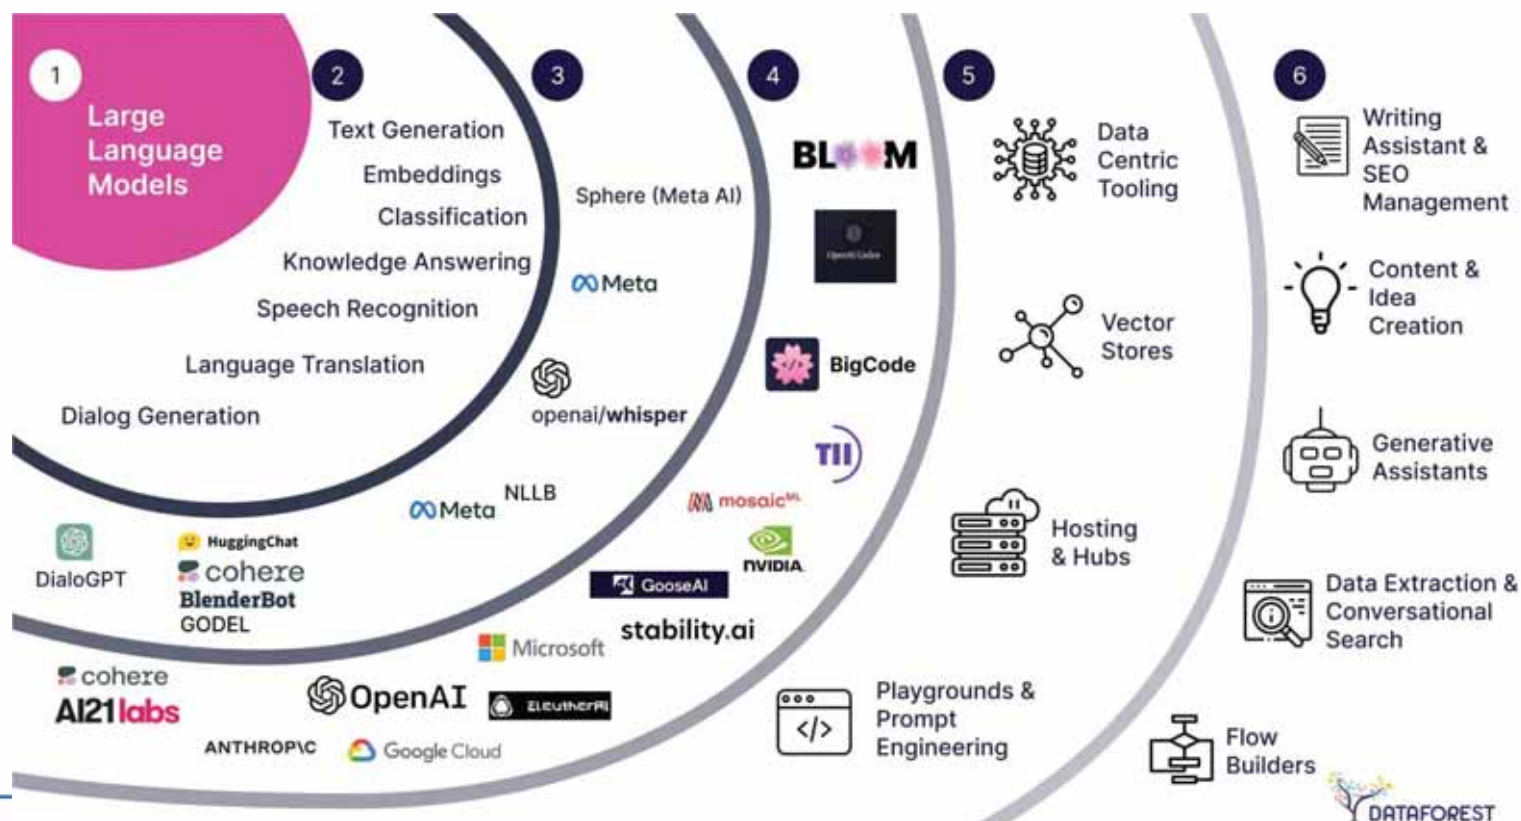 1
Large
Language
Models
2
Text Generation
Embeddings
Classification
Knowledge Answering
Speech Recognition
Language Translation
Dialog Generation
3
Sphere (Meta AI)
Meta
openai/whisper
Meta
NLLB
DialoGPT
HuggingChat
cohere
BlenderBot
GODEL
4
BLOOM
OpenAI Codex
BigCode
TII
mosaicML
NVIDIA
GooseAI
stability.ai
Microsoft
cohere
AI21labs
OpenAI
EleutherAI
ANTHROP\C
Google Cloud
5
Data
Centric
Tooling
Vector
Stores
Hosting
& Hubs
Playgrounds &
Prompt
Engineering
</>
6
Writing
Assistant &
SEO
Management
Content &
Idea
Creation
Generative
Assistants
Data Extraction &
Conversational
Search
Flow
Builders
DATAFOREST